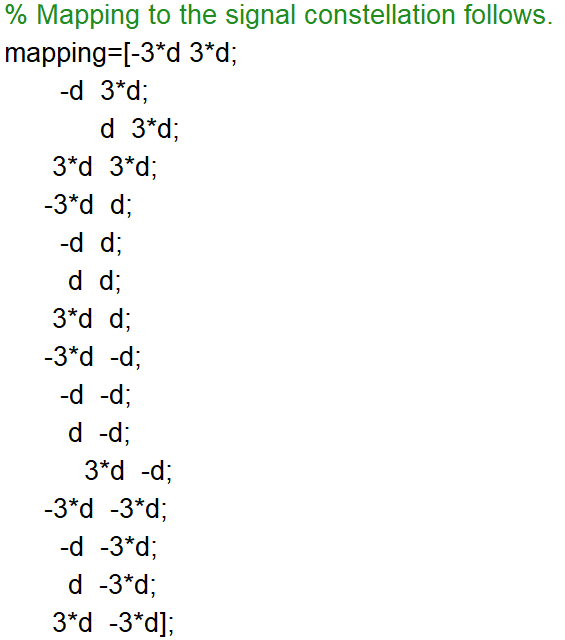 % Mapping to the signal constellation follows.
mapping=[-3*d 3*d;
-d 3*d;
d 3*d;
3*d 3*d;
-3*d d;
-d d;
d d;
3*d d;
-3*d -d;
-d -d;
d -d;
3*d -d;
-3*d -3*d;
-d -3*d;
d -3*d;
3*d -3*d];